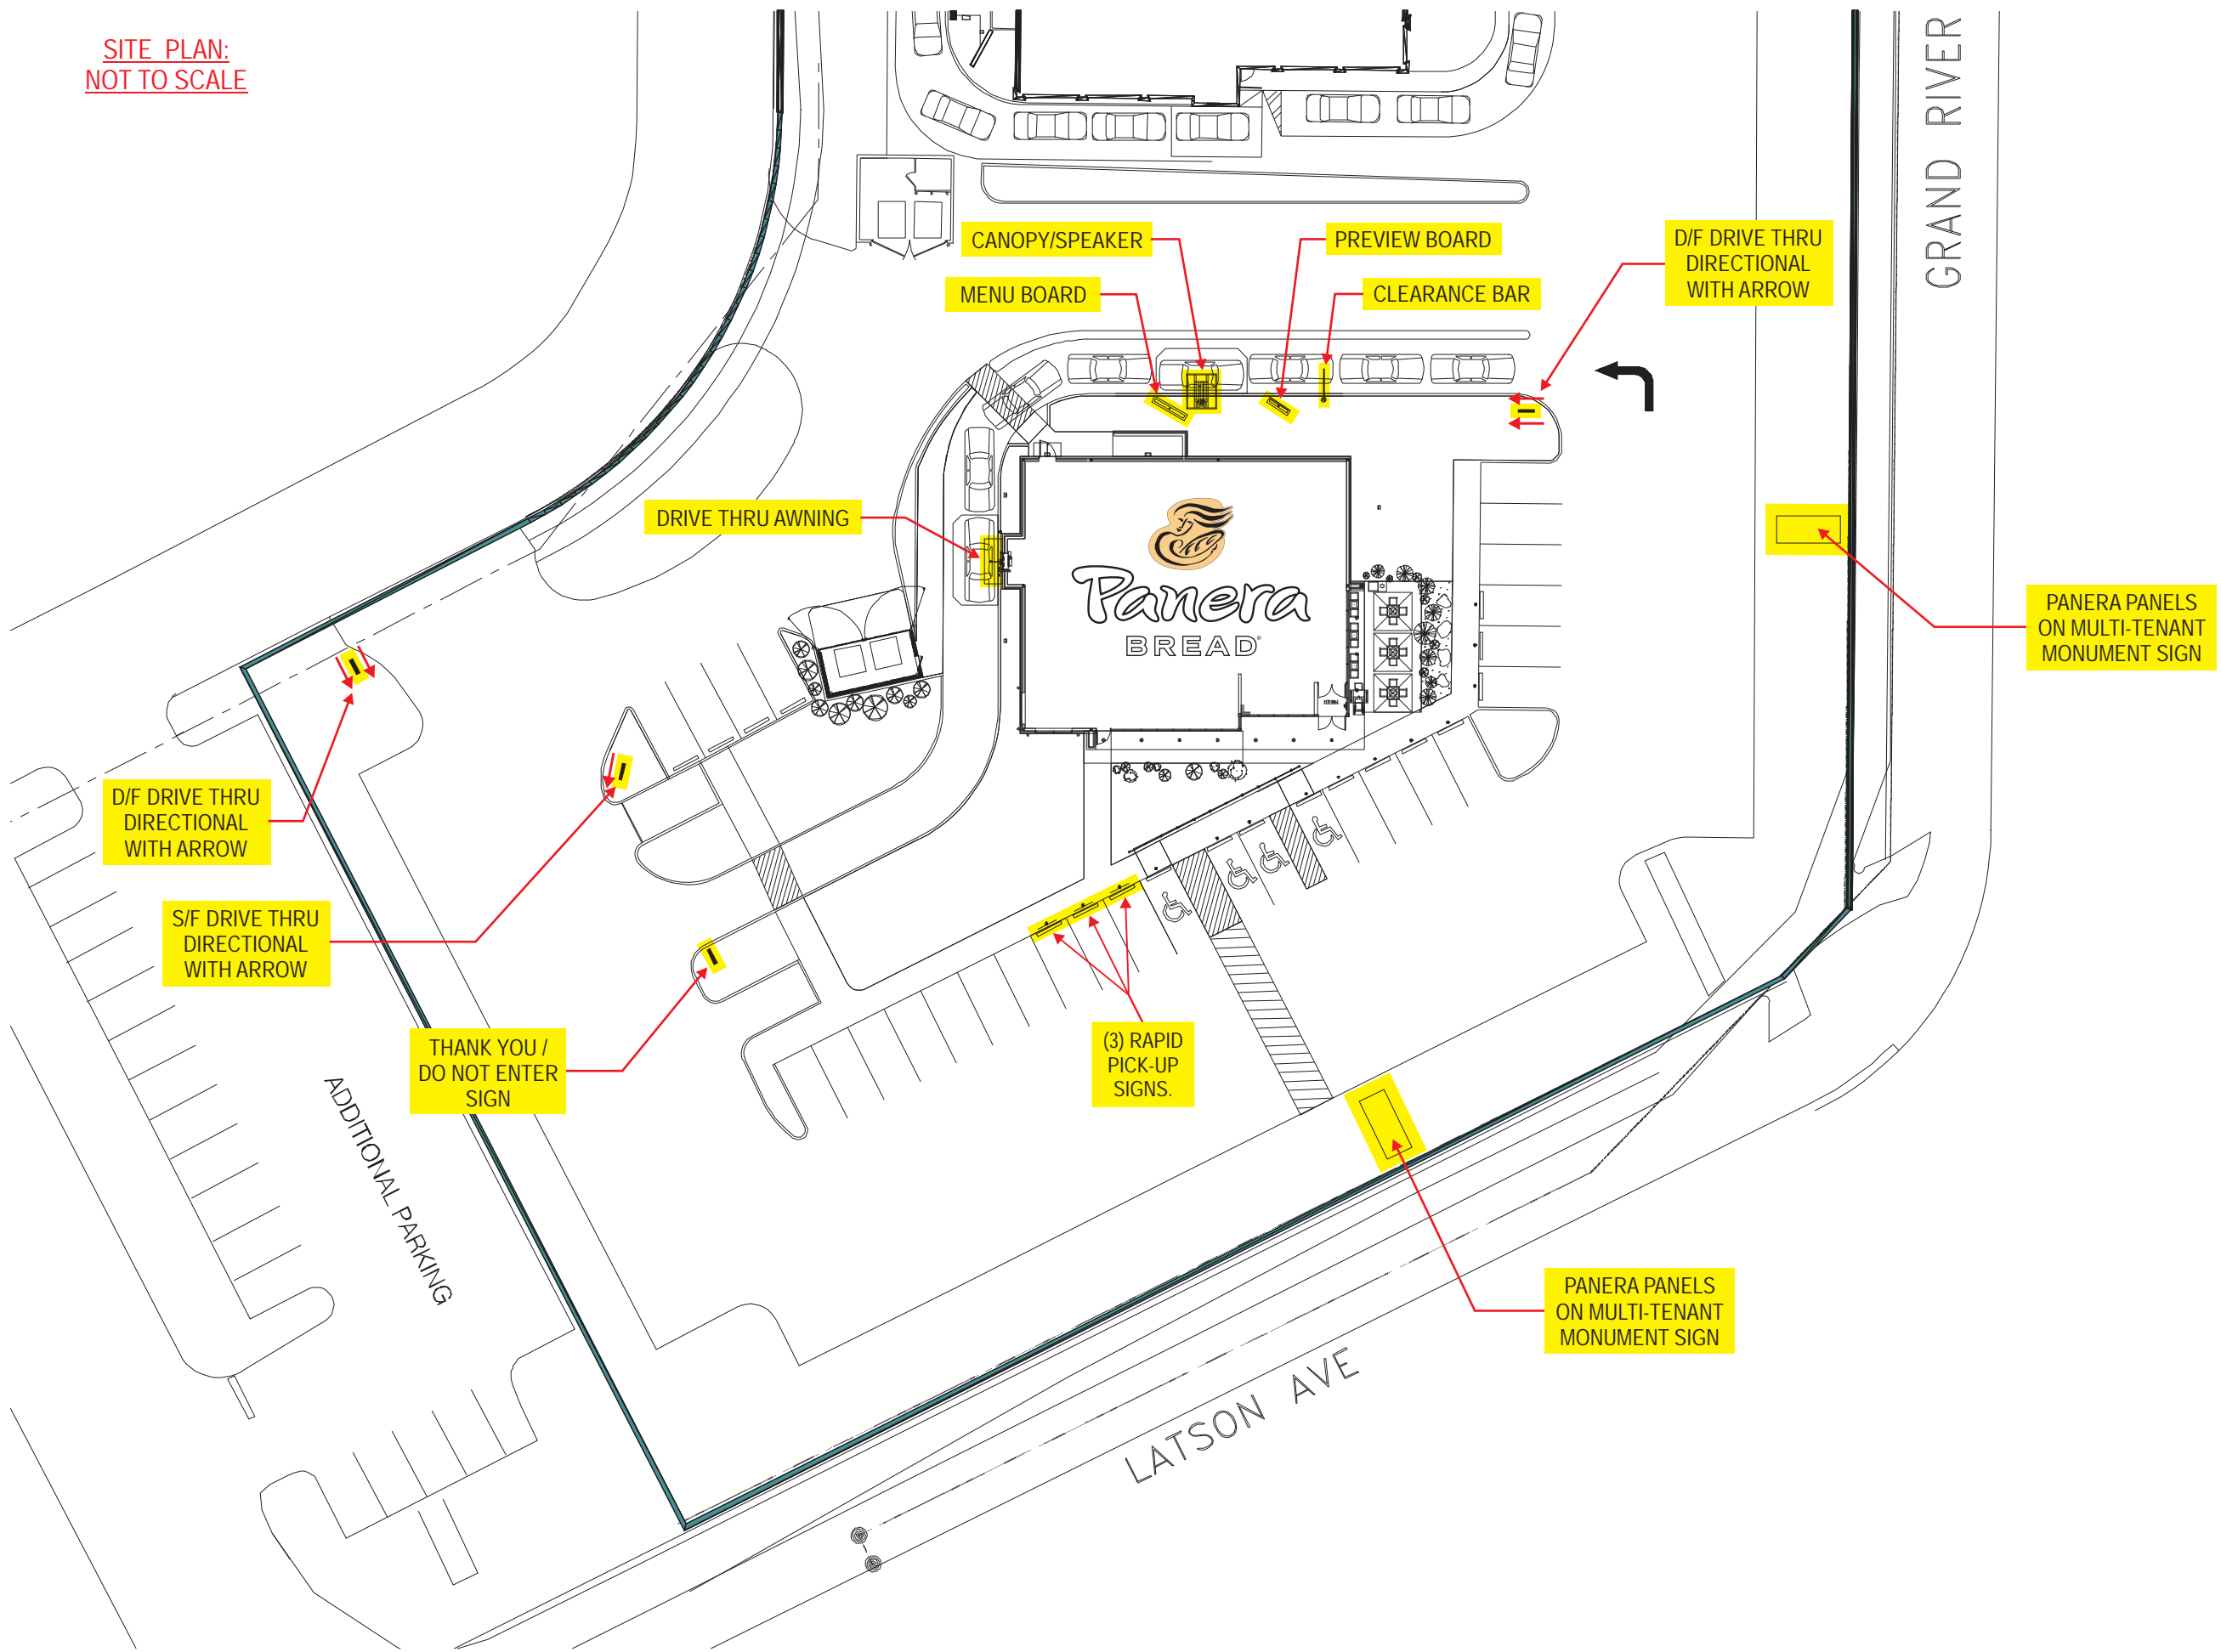 SITE PLAN:
NOT TO SCALE
GRAND RIVER
CANOPY/SPEAKER
PREVIEW BOARD
D/F DRIVE THRU
DIRECTIONAL
WITH ARROW
MENU BOARD
CLEARANCE BAR
DRIVE THRU AWNING
Panera
BREAD®
PANERA PANELS
ON MULTI-TENANT
MONUMENT SIGN
D/F DRIVE THRU
DIRECTIONAL
WITH ARROW
S/F DRIVE THRU
DIRECTIONAL
WITH ARROW
THANK YOU /
DO NOT ENTER
SIGN
(3) RAPID
PICK-UP
SIGNS.
ADDITIONAL PARKING
PANERA PANELS
ON MULTI-TENANT
MONUMENT SIGN
LATSON AVE